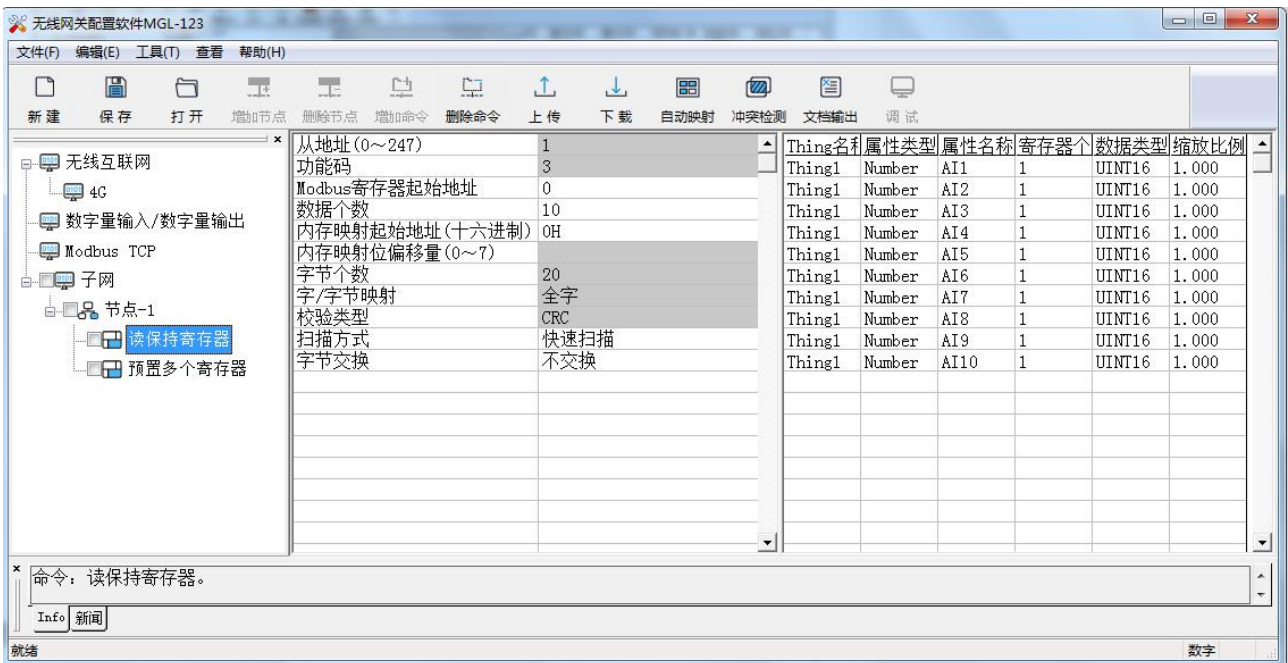 无线网关配置软件MGL-123
文件(F) 编辑(E) 工具(T) 查看 帮助(H)
新建 保存 打开 增加节点 删除节点 增加命令 删除命令 上传 下载 自动映射 冲突检测 文档输出 调试
无线互联网
4G
数字量输入/数字量输出
Modbus TCP
子网
节点-1
读保持寄存器
预置多个寄存器
从地址(0~247) 1
功能码 3
Modbus寄存器起始地址 0
数据个数 10
内存映射起始地址(十六进制) 0H
内存映射位偏移量(0~7)
字节个数 20
字/字节映射 全字
校验类型 CRC
扫描方式 快速扫描
字节交换 不交换
Thing名 属性类型 属性名称 寄存器个 数据类型 缩放比例
Thing1 Number AI1 1 UINT16 1.000
Thing1 Number AI2 1 UINT16 1.000
Thing1 Number AI3 1 UINT16 1.000
Thing1 Number AI4 1 UINT16 1.000
Thing1 Number AI5 1 UINT16 1.000
Thing1 Number AI6 1 UINT16 1.000
Thing1 Number AI7 1 UINT16 1.000
Thing1 Number AI8 1 UINT16 1.000
Thing1 Number AI9 1 UINT16 1.000
Thing1 Number AI10 1 UINT16 1.000
命令：读保持寄存器。
Info 新闻
就绪 数字